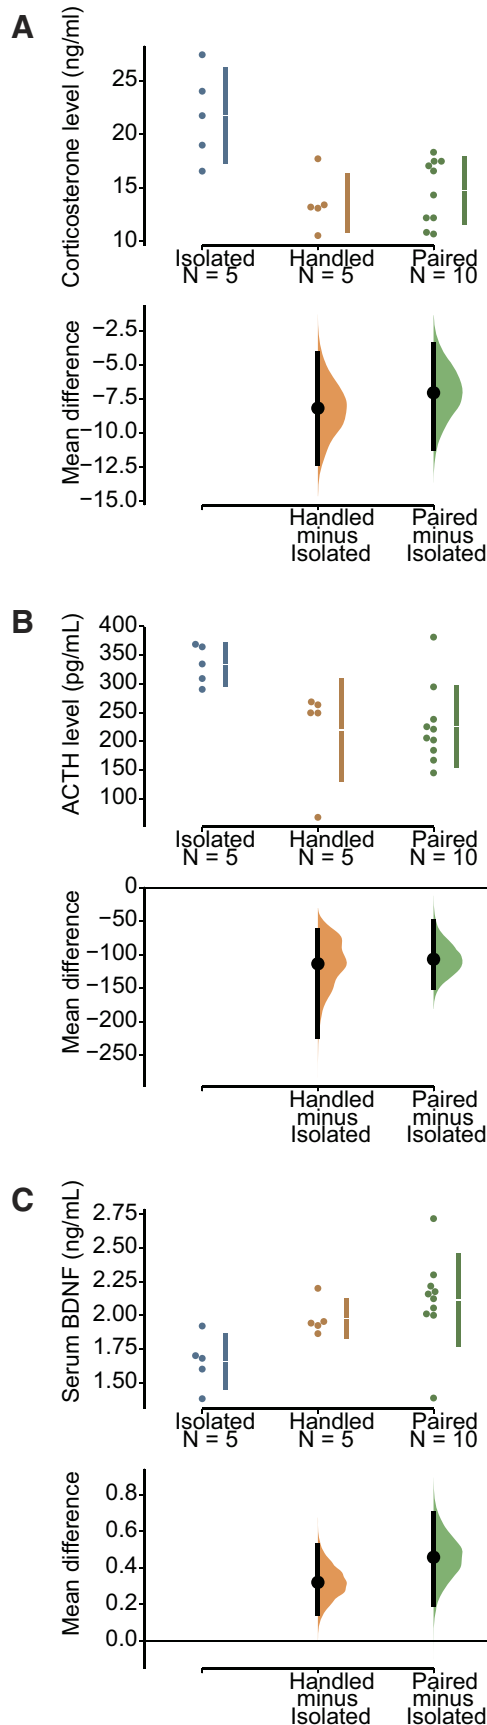 A
Corticosterone level (ng/ml)
25
20
15
10
Isolated
N = 5
Handled
N = 5
Paired
N = 10
Mean difference
−2.5
−5.0
−7.5
−10.0
−12.5
−15.0
Handled
minus
Isolated
Paired
minus
Isolated
B
ACTH level (pg/mL)
400
350
300
250
200
150
100
Isolated
N = 5
Handled
N = 5
Paired
N = 10
Mean difference
0
−50
−100
−150
−200
−250
Handled
minus
Isolated
Paired
minus
Isolated
C
Serum BDNF (ng/mL)
2.75
2.50
2.25
2.00
1.75
1.50
Isolated
N = 5
Handled
N = 5
Paired
N = 10
Mean difference
0.8
0.6
0.4
0.2
0.0
Handled
minus
Isolated
Paired
minus
Isolated